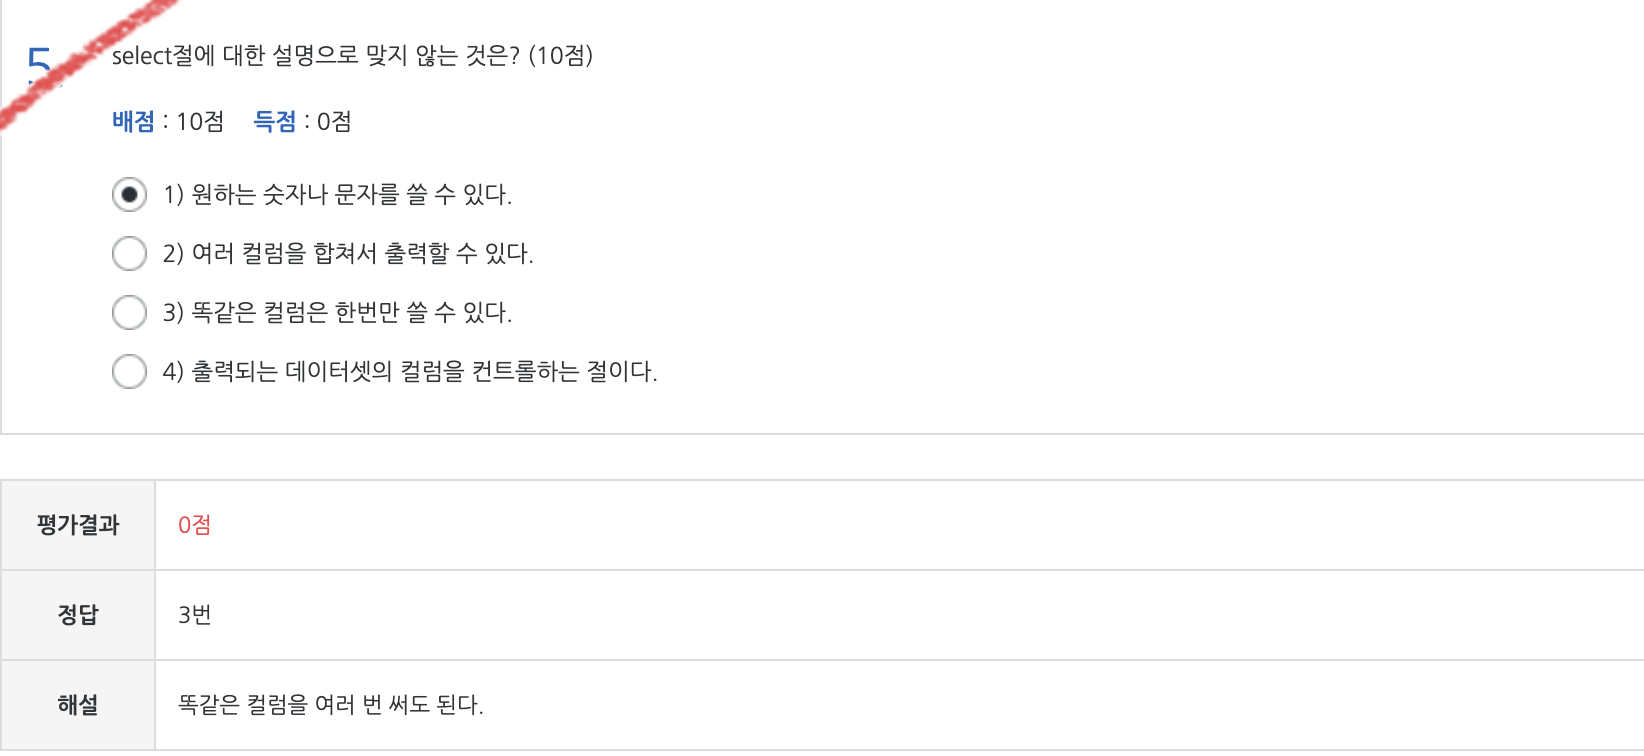 5
select절에 대한 설명으로 맞지 않는 것은? (10점)
배점 : 10점 득점 : 0점
1) 원하는 숫자나 문자를 쓸 수 있다.
2) 여러 컬럼을 합쳐서 출력할 수 있다.
3) 똑같은 컬럼은 한번만 쓸 수 있다.
4) 출력되는 데이터셋의 컬럼을 컨트롤하는 절이다.
평가결과 0점
정답 3번
해설 똑같은 컬럼을 여러 번 써도 된다.